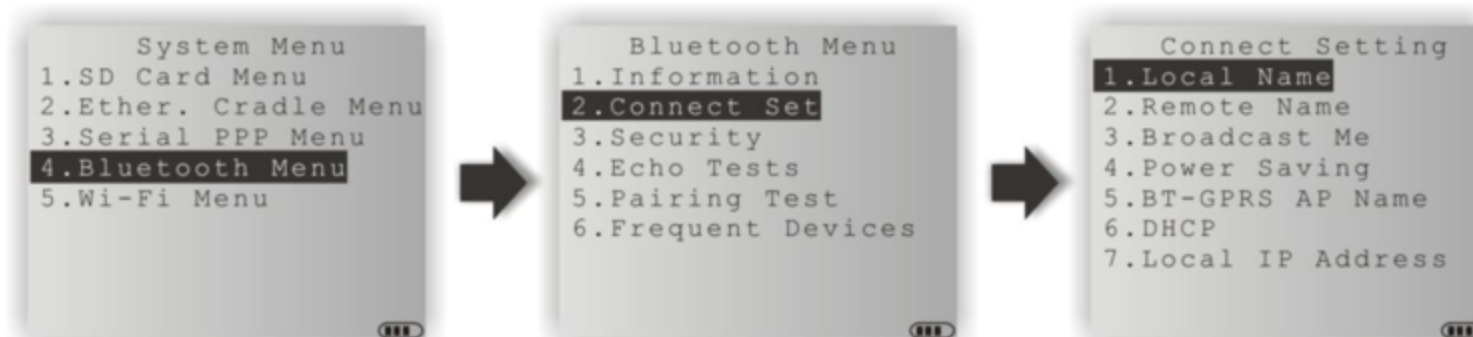 System Menu
1.SD Card Menu
2.Ether. Cradle Menu
3.Serial PPP Menu
4.Bluetooth Menu
5.Wi-Fi Menu
Bluetooth Menu
1.Information
2.Connect Set
3.Security
4.Echo Tests
5.Pairing Test
6.Frequent Devices
Connect Setting
1.Local Name
2.Remote Name
3.Broadcast Me
4.Power Saving
5.BT-GPRS AP Name
6.DHCP
7.Local IP Address